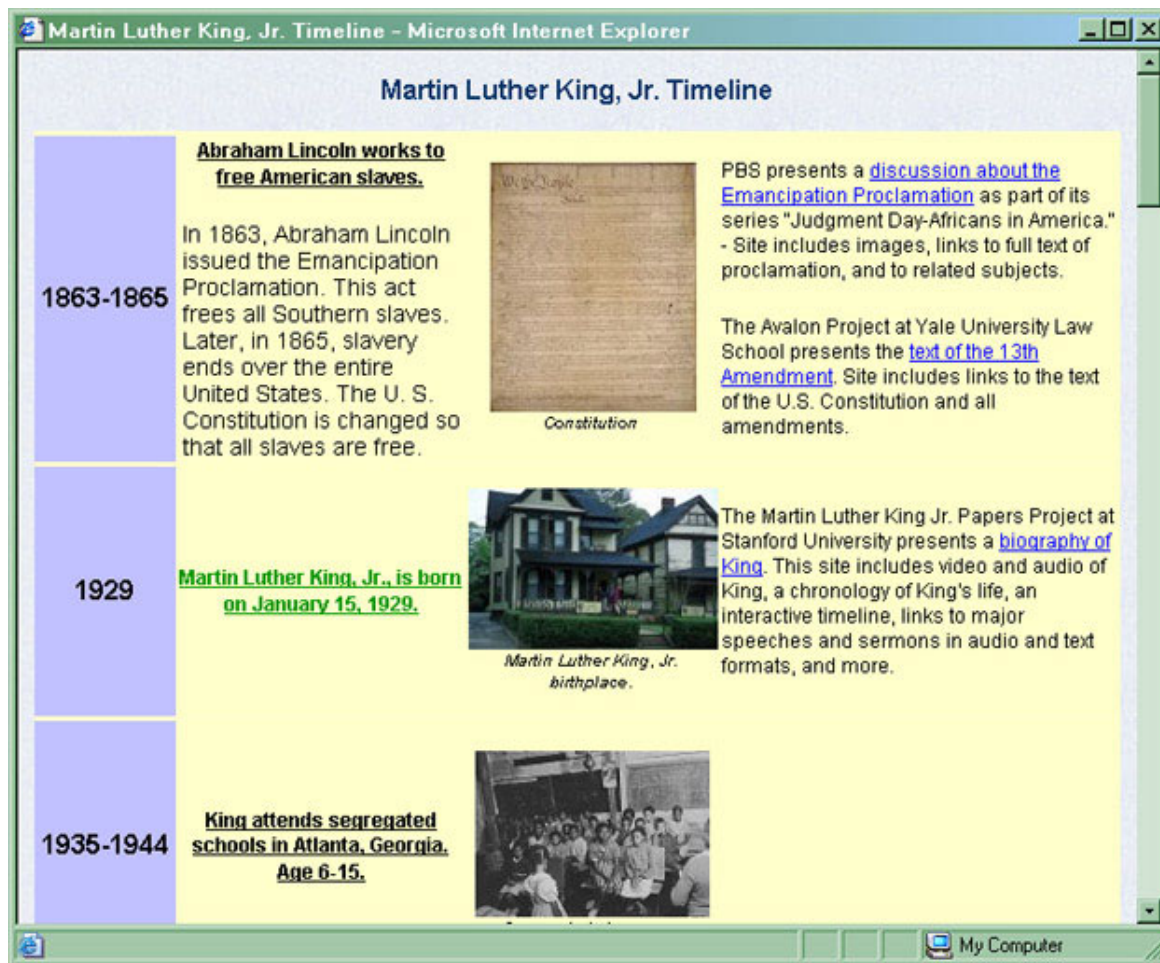 Martin Luther King, Jr. Timeline - Microsoft Internet Explorer
Martin Luther King, Jr. Timeline
1863-1865
Abraham Lincoln works to
free American slaves.
In 1863, Abraham Lincoln
issued the Emancipation
Proclamation. This act
frees all Southern slaves.
Later, in 1865, slavery
ends over the entire
United States. The U. S.
Constitution is changed so
that all slaves are free.
We the People
Constitution
PBS presents a discussion about the
Emancipation Proclamation as part of its
series "Judgment Day-Africans in America."
- Site includes images, links to full text of
proclamation, and to related subjects.
The Avalon Project at Yale University Law
School presents the text of the 13th
Amendment. Site includes links to the text
of the U.S. Constitution and all
amendments.
1929
Martin Luther King, Jr., is born
on January 15, 1929.
Martin Luther King, Jr.
birthplace.
The Martin Luther King Jr. Papers Project at
Stanford University presents a biography of
King. This site includes video and audio of
King, a chronology of King's life, an
interactive timeline, links to major
speeches and sermons in audio and text
formats, and more.
1935-1944
King attends segregated
schools in Atlanta, Georgia.
Age 6-15.
My Computer